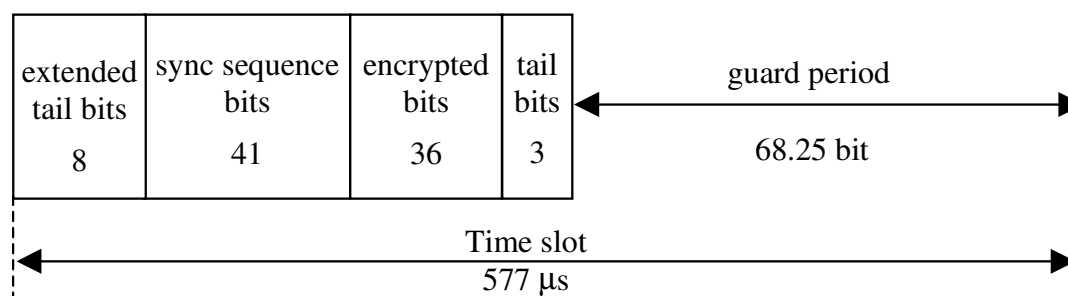 extended
tail bits
8
sync sequence
bits
41
encrypted
bits
36
tail
bits
3
guard period
68.25 bit
Time slot
577 μs